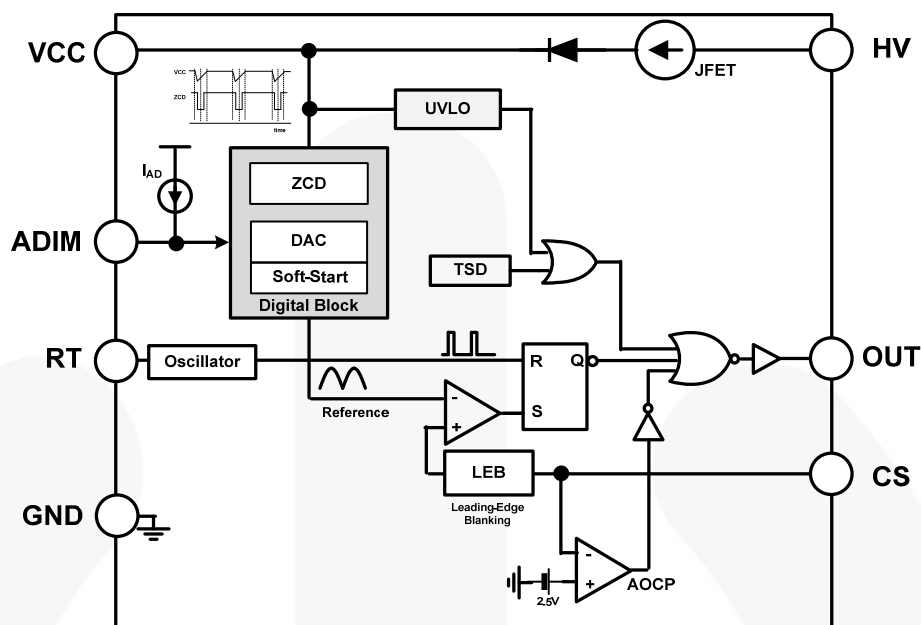 VCC
HV
JFET
VCC
ZCD
time
UVLO
I_AD
ZCD
ADIM
DAC
TSD
Soft-Start
Digital Block
RT
Oscillator
R
Q
OUT
-
Reference
S
+
LEB
CS
Leading-Edge
Blanking
GND
-
+
AOCP
2.5V